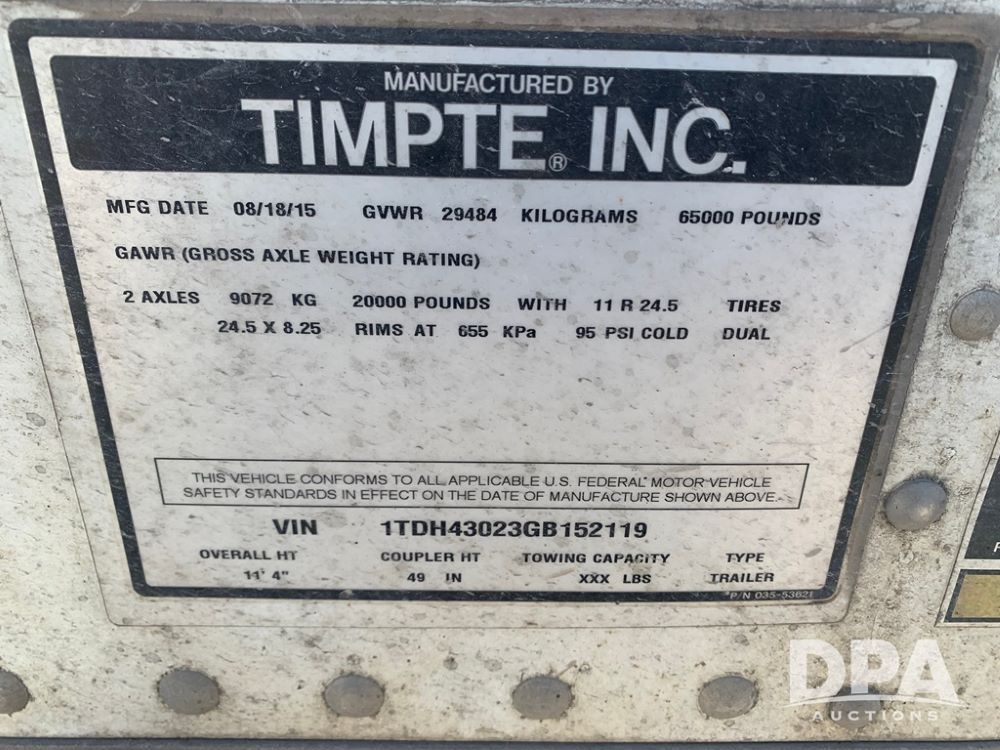 MANUFACTURED BY
TIMPTE® INC.
MFG DATE 08/18/15 GVWR 29484 KILOGRAMS 65000 POUNDS
GAWR (GROSS AXLE WEIGHT RATING)
2 AXLES 9072 KG 20000 POUNDS WITH 11 R 24.5 TIRES
24.5 X 8.25 RIMS AT 655 KPa 95 PSI COLD DUAL
THIS VEHICLE CONFORMS TO ALL APPLICABLE U.S. FEDERAL MOTOR VEHICLE
SAFETY STANDARDS IN EFFECT ON THE DATE OF MANUFACTURE SHOWN ABOVE.
VIN 1TDH43023GB152119
OVERALL HT COUPLER HT TOWING CAPACITY TYPE
11' 4" 49 IN XXX LBS TRAILER
P/N 035-53621
DPA
AUCTIONS